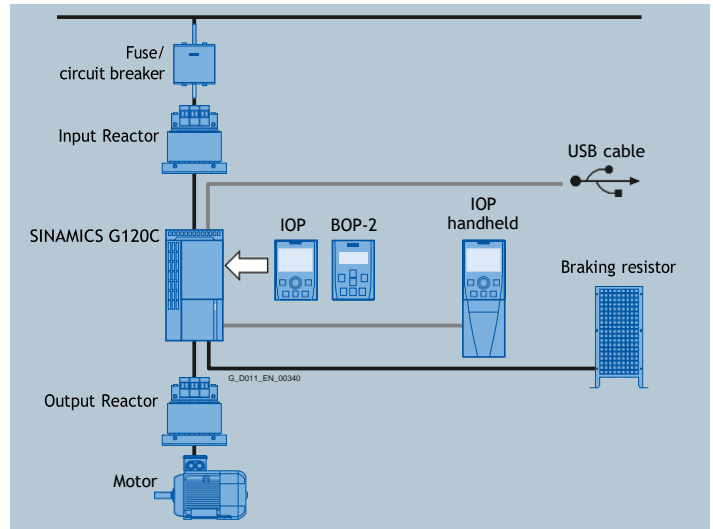 Fuse/
circuit breaker
Input Reactor
USB cable
IOP
handheld
SINAMICS G120C
IOP
BOP-2
Braking resistor
G_D011_EN_00340
Output Reactor
Motor